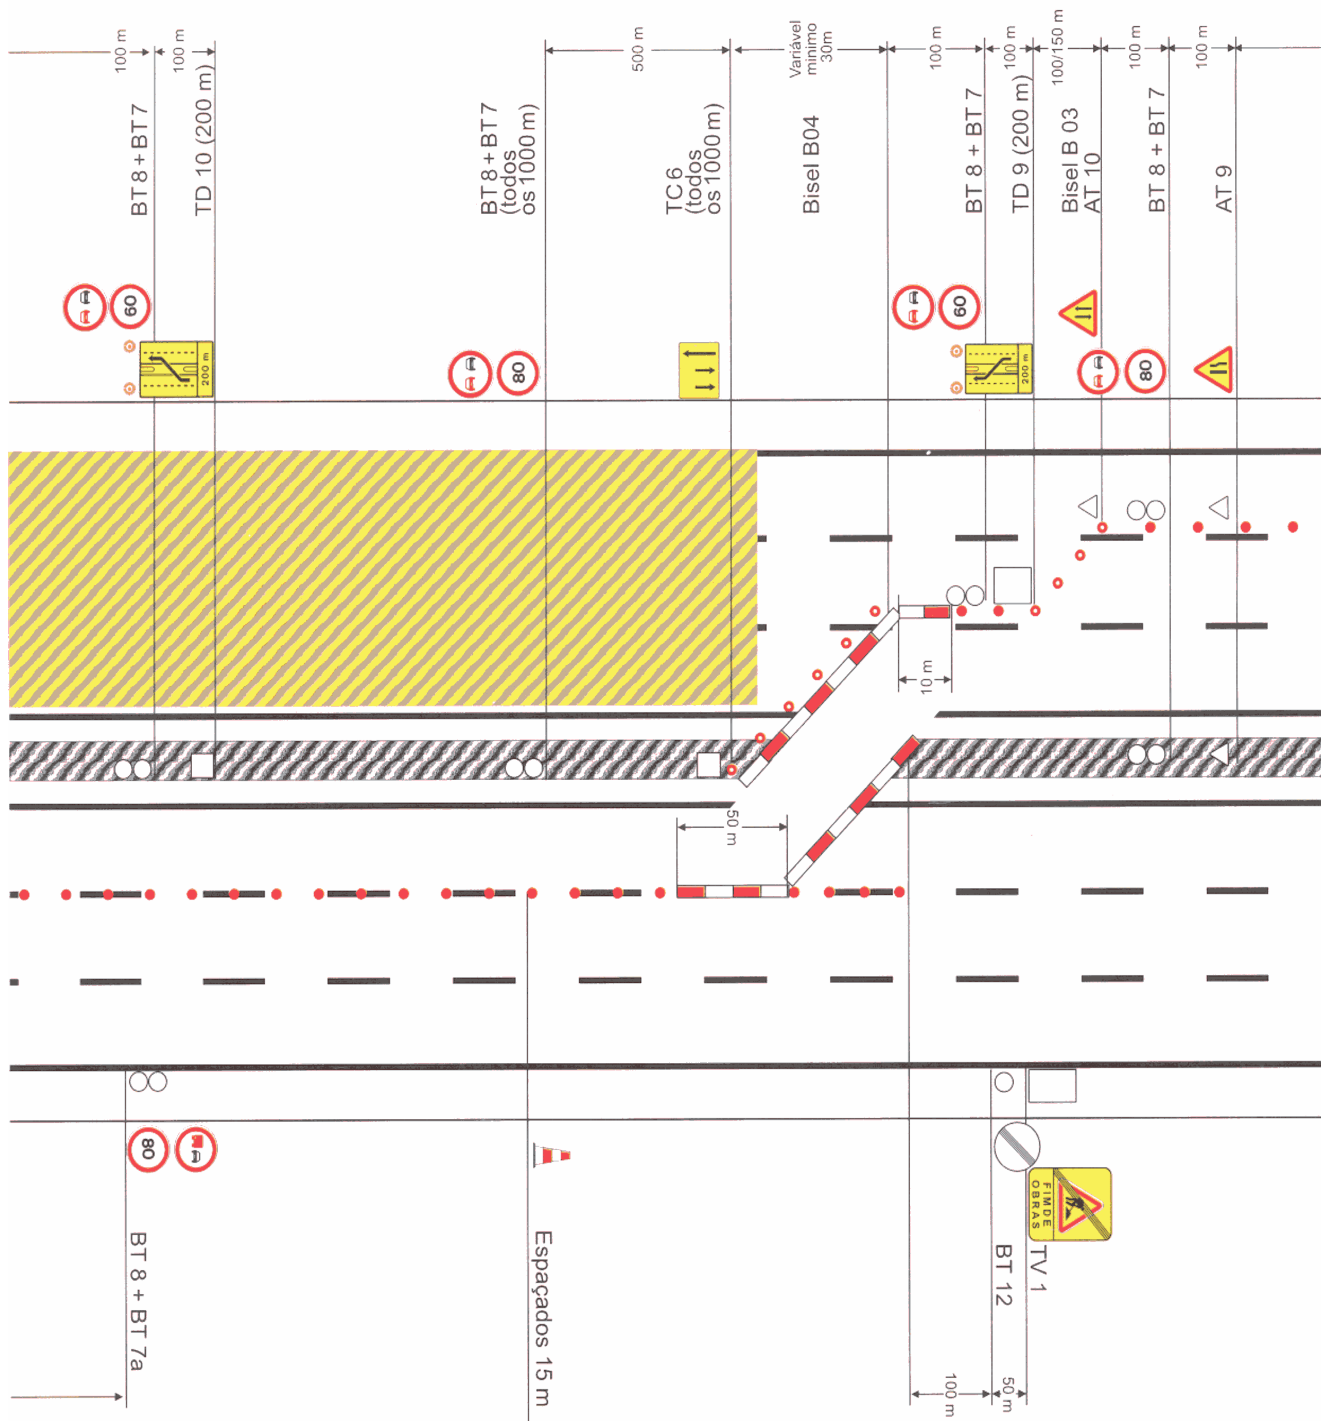 100 m
100 m
500 m
Variável
minimo
30m
100 m
100 m
100/150 m
100 m
100 m
BT 8 + BT 7
TD 10 (200 m)
BT 8 + BT 7
(todos
os 1000 m)
TC 6
(todos
os 1000 m)
Bisel B04
BT 8 + BT 7
TD 9 (200 m)
Bisel B 03
AT 10
BT 8 + BT 7
AT 9
60
200 m
80
60
200 m
80
10 m
50 m
80
FIM DE
OBRAS
BT 8 + BT 7a
Espaçados 15 m
BT 12
TV 1
100 m
50 m